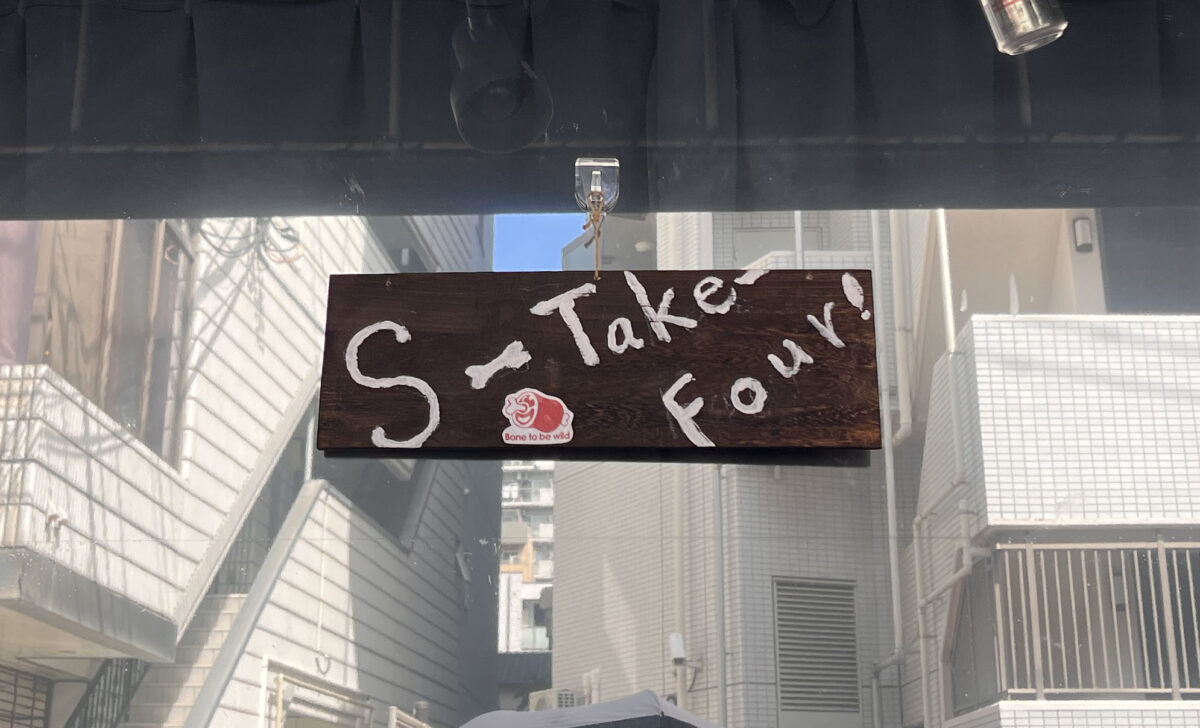 S-Take-
Four!
Bone to be wild